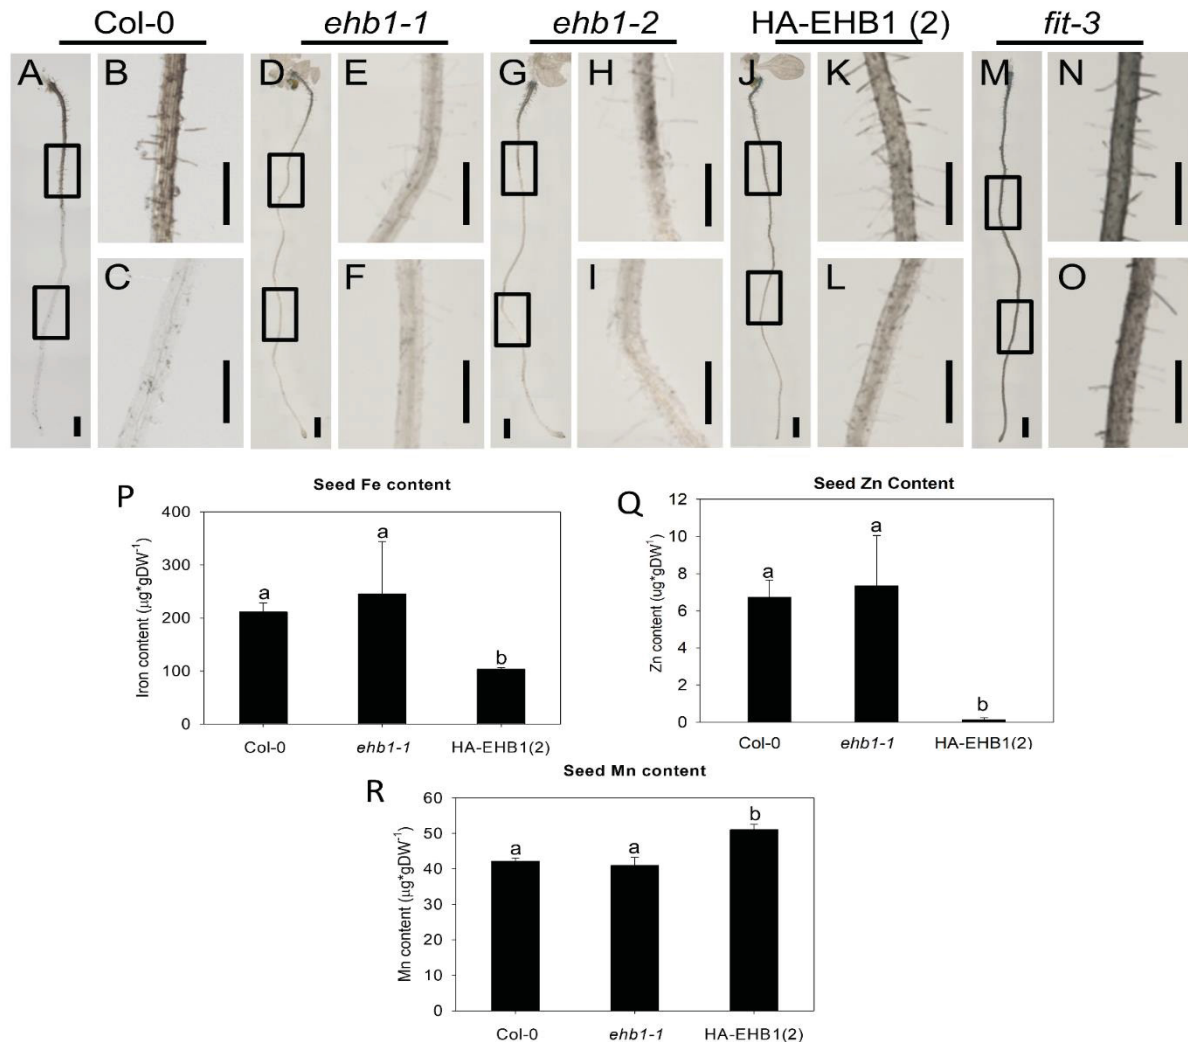 Col-0 ehb1-1 ehb1-2 HA-EHB1 (2) fit-3
A B D E G H J K M N
C F I L O
P
Seed Fe content
Iron content (µg*gDW⁻¹)
400
300
200
100
0
a a b
Col-0 ehb1-1 HA-EHB1(2)
Q
Seed Zn Content
Zn content (ug*gDW¹)
12
10
8
6
4
2
0
a a b
Col-0 ehb1-1 HA-EHB1(2)
R
Seed Mn content
Mn content (µg*gDW⁻¹)
60
50
40
30
20
10
0
a a b
Col-0 ehb1-1 HA-EHB1(2)